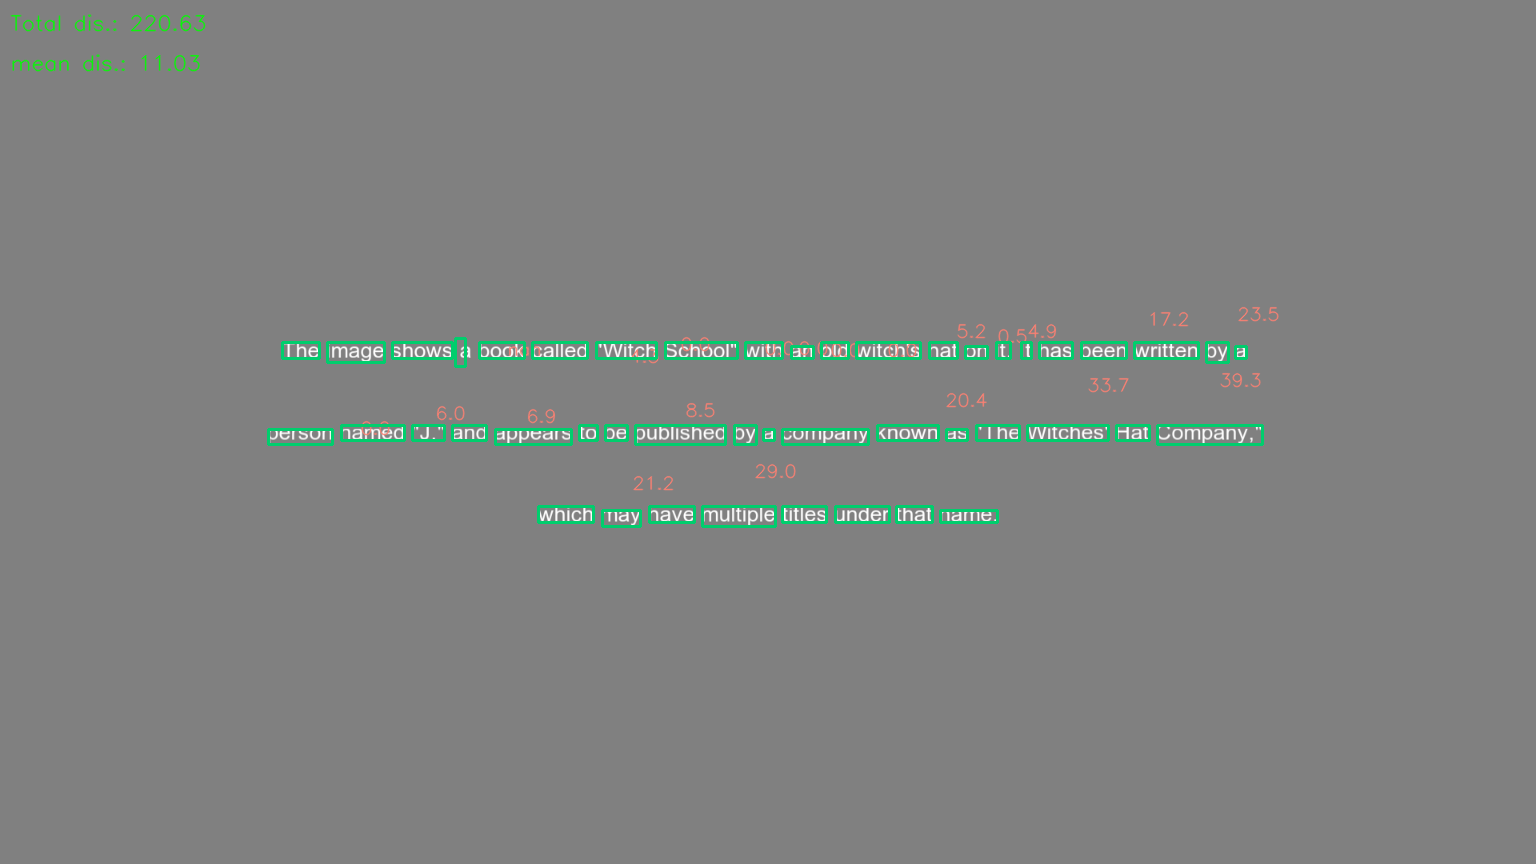 Total dis.: 220.63
mean dis.: 11.03
23.5
17.2
5.2 0.5 4.9
The image shows a book called "Witch School" with an old witch's hat on it. It has been written by a
39.3
33.7
20.4
6.0 6.9 8.5
person named "J." and appears to be published by a company known as "The Witches' Hat Company,"
29.0
21.2
which may have multiple titles under that name.